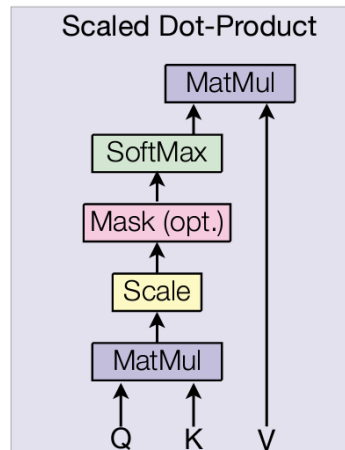 Scaled Dot-Product
MatMul
SoftMax
Mask (opt.)
Scale
MatMul
Q K V